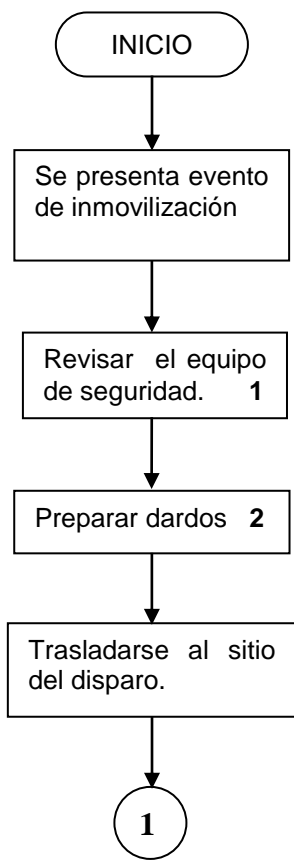 INICIO
Se presenta evento
de inmovilización
Revisar el equipo
de seguridad. 1
Preparar dardos 2
Trasladarse al sitio
del disparo.
1